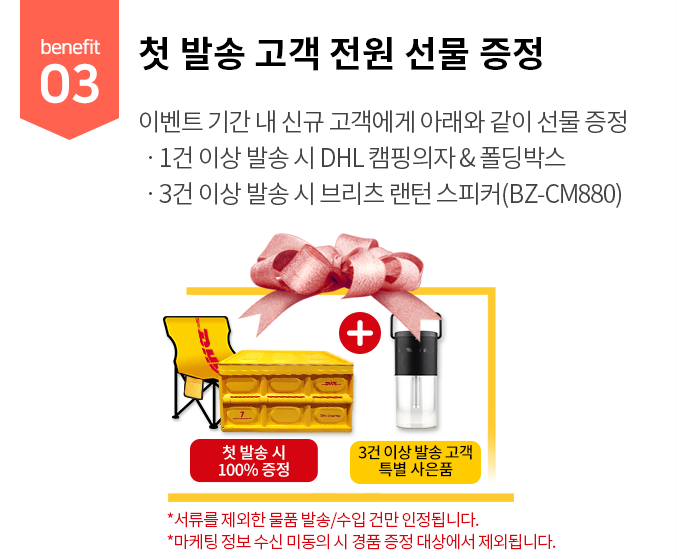 benefit
03
첫 발송 고객 전원 선물 증정
이벤트 기간 내 신규 고객에게 아래와 같이 선물 증정
· 1건 이상 발송 시 DHL 캠핑의자 & 폴딩박스
· 3건 이상 발송 시 브리츠 랜턴 스피커(BZ-CM880)
DHL
DHL
7
첫 발송 시
100% 증정
3건 이상 발송 고객
특별 사은품
*서류를 제외한 물품 발송/수입 건만 인정됩니다.
*마케팅 정보 수신 미동의 시 경품 증정 대상에서 제외됩니다.